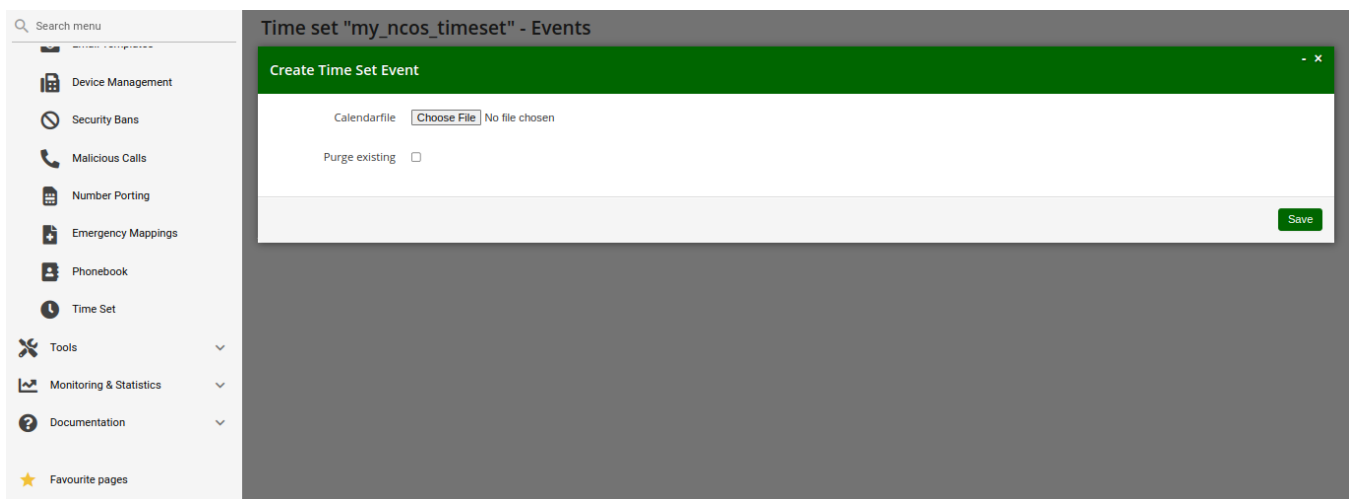 Search menu
Email Templates
Device Management
Security Bans
Malicious Calls
Number Porting
Emergency Mappings
Phonebook
Time Set
Tools
Monitoring & Statistics
Documentation
Favourite pages
Time set "my_ncos_timeset" - Events
Create Time Set Event
- ×
Calendarfile Choose File No file chosen
Purge existing
Save